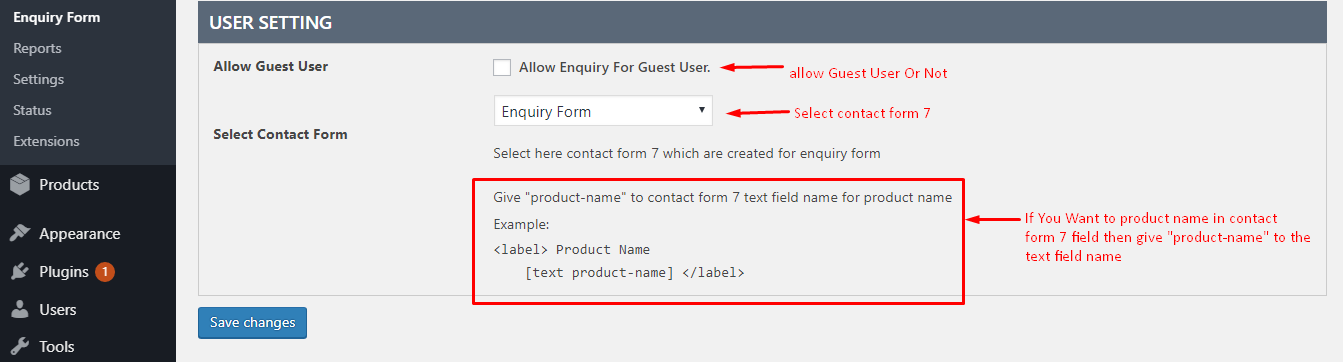 Enquiry Form
Reports
Settings
Status
Extensions
Products
Appearance
Plugins 1
Users
Tools
USER SETTING
Allow Guest User
Allow Enquiry For Guest User.
allow Guest User Or Not
Enquiry Form
Select contact form 7
Select Contact Form
Select here contact form 7 which are created for enquiry form
Give "product-name" to contact form 7 text field name for product name
Example:
<label> Product Name
[text product-name] </label>
If You Want to product name in contact
form 7 field then give "product-name" to the
text field name
Save changes